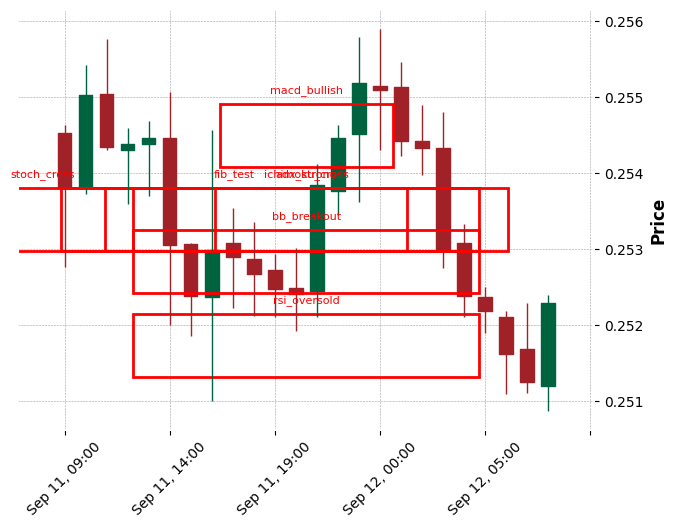 0.256
macd_bullish
0.255
stoch_cross
fib_test
0.254
bb_breakout
0.253
Price
rsi_oversold
0.252
0.251
Sep 11, 09:00
Sep 11, 14:00
Sep 11, 19:00
Sep 12, 00:00
Sep 12, 05:00